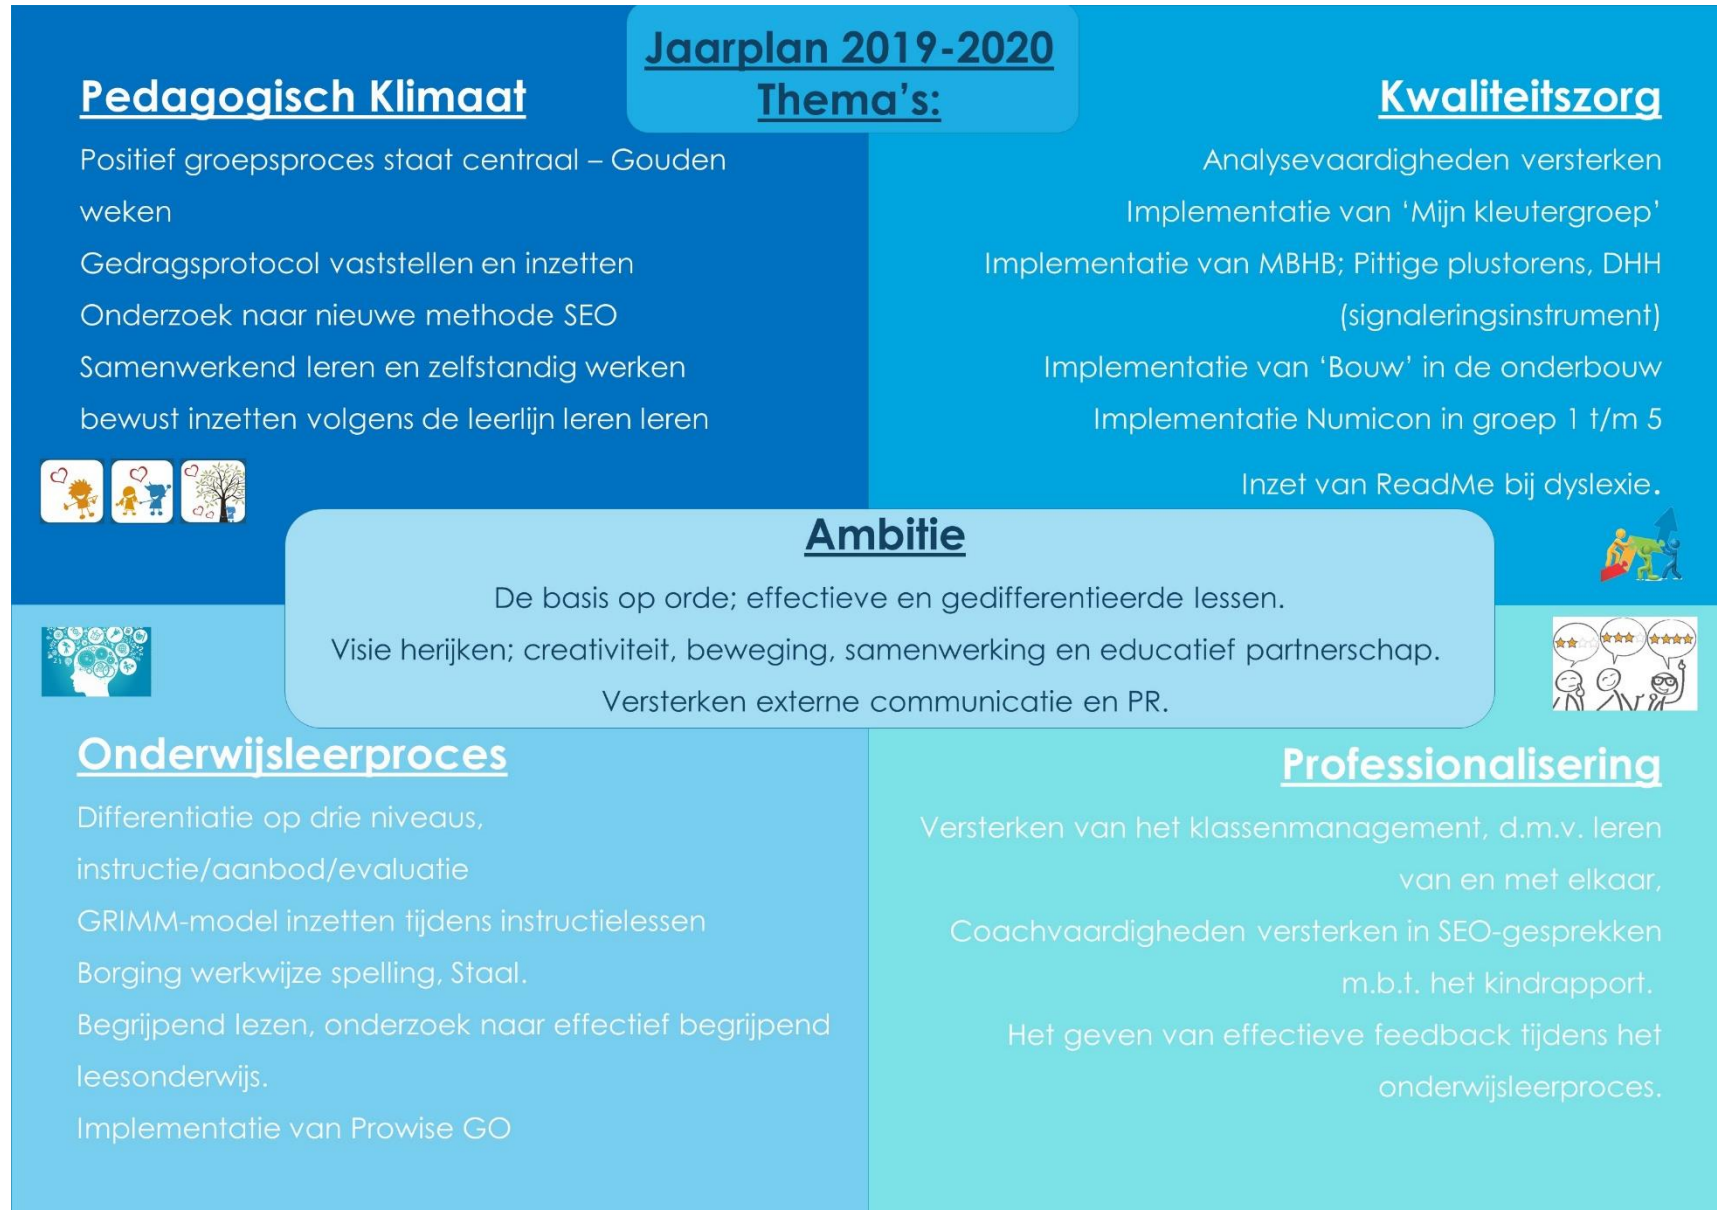 Jaarplan 2019-2020
Thema's:
Pedagogisch Klimaat
Positief groepsproces staat centraal – Gouden
weken
Gedragsprotocol vaststellen en inzetten
Onderzoek naar nieuwe methode SEO
Samenwerkend leren en zelfstandig werken
bewust inzetten volgens de leerlijn leren leren
Kwaliteitszorg
Analysevaardigheden versterken
Implementatie van ‘Mijn kleutergroep’
Implementatie van MBHB; Pittige plustorens, DHH
(signaleringsinstrument)
Implementatie van ‘Bouw’ in de onderbouw
Implementatie Numicon in groep 1 t/m 5
Inzet van ReadMe bij dyslexie.
Ambitie
De basis op orde; effectieve en gedifferentieerde lessen.
Visie herijken; creativiteit, beweging, samenwerking en educatief partnerschap.
Versterken externe communicatie en PR.
Onderwijsleerproces
Differentiatie op drie niveaus,
instructie/aanbod/evaluatie
GRIMM-model inzetten tijdens instructielessen
Borging werkwijze spelling, Staal.
Begrijpend lezen, onderzoek naar effectief begrijpend
leesonderwijs.
Implementatie van Prowise GO
Professionalisering
Versterken van het klassenmanagement, d.m.v. leren
van en met elkaar,
Coachvaardigheden versterken in SEO-gesprekken
m.b.t. het kindrapport.
Het geven van effectieve feedback tijdens het
onderwijsleerproces.